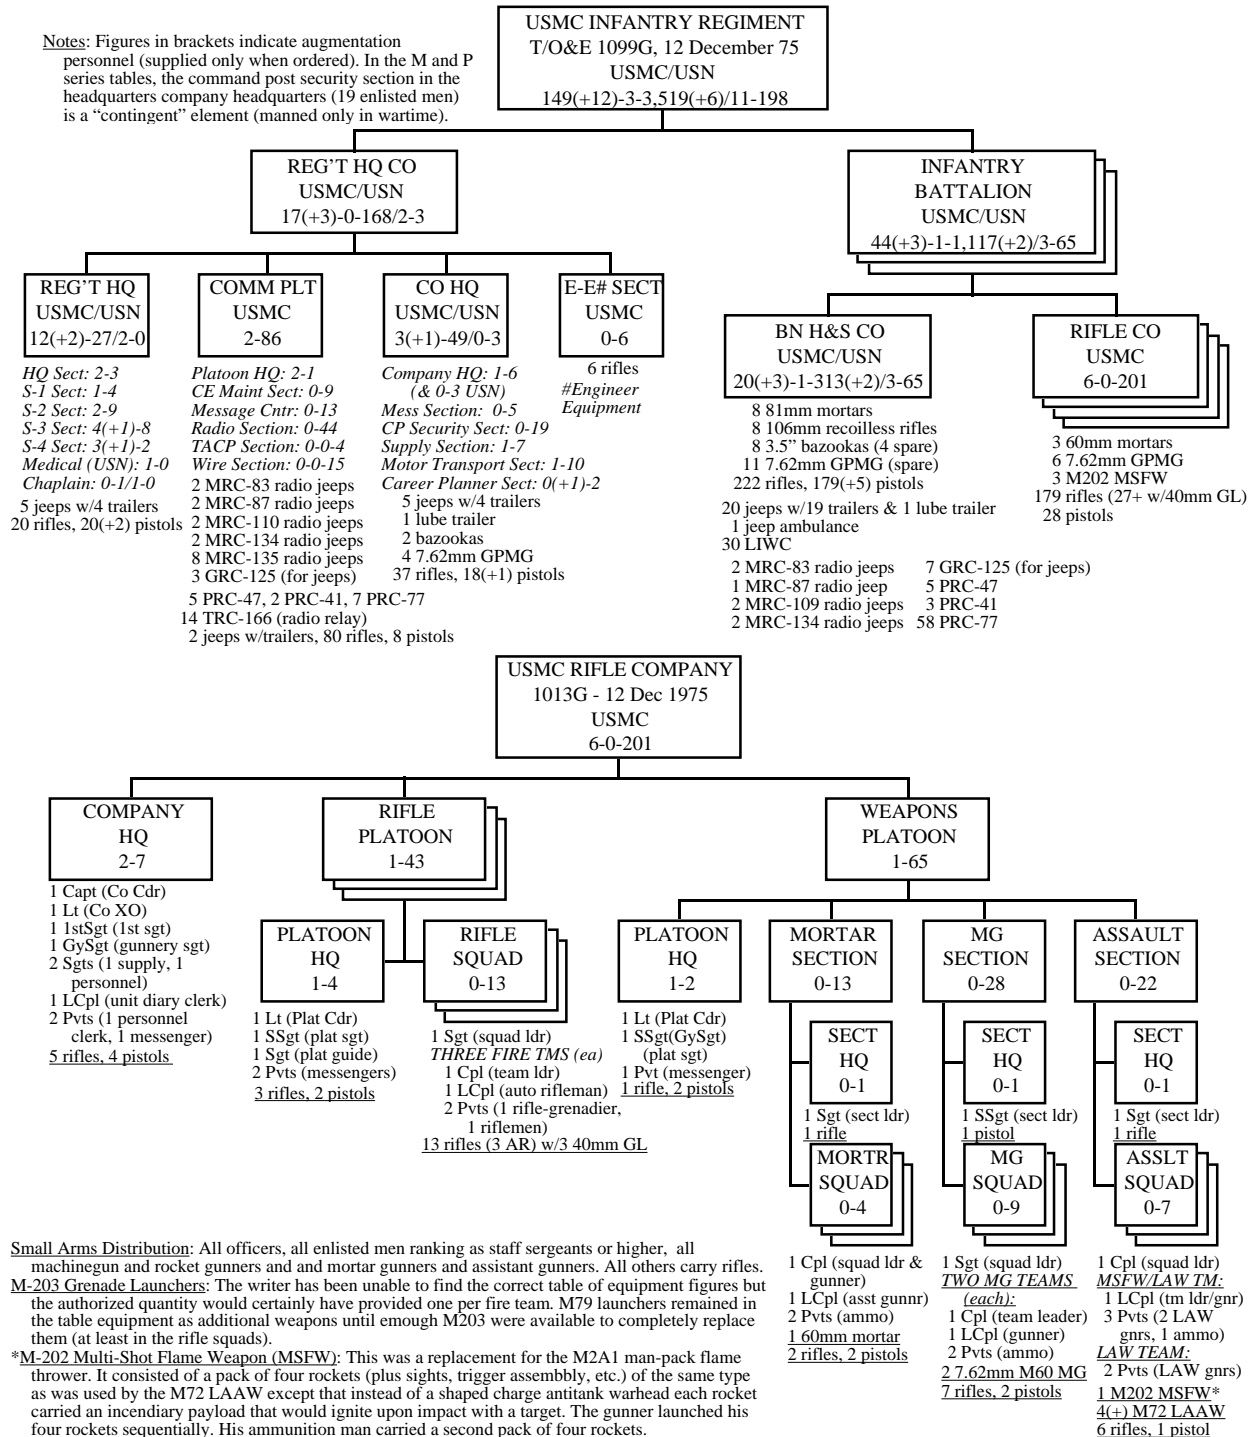 USMC INFANTRY REGIMENT
T/O&E 1099G, 12 December 75
USMC/USN
149(+12)-3-3,519(+6)/11-198
Notes: Figures in brackets indicate augmentation
personnel (supplied only when ordered). In the M and P
series tables, the command post security section in the
headquarters company headquarters (19 enlisted men)
is a “contingent” element (manned only in wartime).
REG’T HQ CO
USMC/USN
17(+3)-0-168/2-3
INFANTRY
BATTALION
USMC/USN
44(+3)-1-1,117(+2)/3-65
REG’T HQ
USMC/USN
12(+2)-27/2-0
HQ Sect: 2-3
S-1 Sect: 1-4
S-2 Sect: 2-9
S-3 Sect: 4(+1)-8
S-4 Sect: 3(+1)-2
Medical (USN): 1-0
Chaplain: 0-1/1-0
5 jeeps w/4 trailers
20 rifles, 20(+2) pistols
COMM PLT
USMC
2-86
Platoon HQ: 2-1
CE Maint Sect: 0-9
Message Cntr: 0-13
Radio Section: 0-44
TACP Section: 0-0-4
Wire Section: 0-0-15
2 MRC-83 radio jeeps
2 MRC-87 radio jeeps
2 MRC-110 radio jeeps
2 MRC-134 radio jeeps
8 MRC-135 radio jeeps
3 GRC-125 (for jeeps)
5 PRC-47, 2 PRC-41, 7 PRC-77
14 TRC-166 (radio relay)
2 jeeps w/trailers, 80 rifles, 8 pistols
CO HQ
USMC/USN
3(+1)-49/0-3
Company HQ: 1-6
(& 0-3 USN)
Mess Section: 0-5
CP Security Sect: 0-19
Supply Section: 1-7
Motor Transport Sect: 1-10
Career Planner Sect: 0(+1)-2
5 jeeps w/4 trailers
1 lube trailer
2 bazookas
4 7.62mm GPMG
37 rifles, 18(+1) pistols
E-E# SECT
USMC
0-6
6 rifles
#Engineer
Equipment
BN H&S CO
USMC/USN
20(+3)-1-313(+2)/3-65
8 81mm mortars
8 106mm recoilless rifles
8 3.5” bazookas (4 spare)
11 7.62mm GPMG (spare)
222 rifles, 179(+5) pistols
20 jeeps w/19 trailers & 1 lube trailer
1 jeep ambulance
30 LIWC
2 MRC-83 radio jeeps
1 MRC-87 radio jeep
2 MRC-109 radio jeeps
2 MRC-134 radio jeeps
7 GRC-125 (for jeeps)
5 PRC-47
3 PRC-41
58 PRC-77
RIFLE CO
USMC
6-0-201
3 60mm mortars
6 7.62mm GPMG
3 M202 MSFW
179 rifles (27+ w/40mm GL)
28 pistols
USMC RIFLE COMPANY
1013G - 12 Dec 1975
USMC
6-0-201
COMPANY
HQ
2-7
1 Capt (Co Cdr)
1 Lt (Co XO)
1 1stSgt (1st sgt)
1 GySgt (gunnery sgt)
2 Sgts (1 supply, 1
personnel)
1 LCpl (unit diary clerk)
2 Pvts (1 personnel
clerk, 1 messenger)
5 rifles, 4 pistols
RIFLE
PLATOON
1-43
PLATOON
HQ
1-4
1 Lt (Plat Cdr)
1 SSgt (plat sgt)
1 Sgt (plat guide)
2 Pvts (messengers)
3 rifles, 2 pistols
RIFLE
SQUAD
0-13
1 Sgt (squad ldr)
THREE FIRE TMS (ea)
1 Cpl (team ldr)
1 LCpl (auto rifleman)
2 Pvts (1 rifle-grenadier,
1 riflemen)
13 rifles (3 AR) w/3 40mm GL
WEAPONS
PLATOON
1-65
PLATOON
HQ
1-2
1 Lt (Plat Cdr)
1 SSgt(GySgt)
(plat sgt)
1 Pvt (messenger)
1 rifle, 2 pistols
MORTAR
SECTION
0-13
SECT
HQ
0-1
1 Sgt (sect ldr)
1 rifle
MORTR
SQUAD
0-4
1 Cpl (squad ldr &
gunner)
1 LCpl (asst gunnr)
2 Pvts (ammo)
1 60mm mortar
2 rifles, 2 pistols
MG
SECTION
0-28
SECT
HQ
0-1
1 SSgt (sect ldr)
1 pistol
MG
SQUAD
0-9
1 Sgt (squad ldr)
TWO MG TEAMS
(each):
1 Cpl (team leader)
1 LCpl (gunner)
2 Pvts (ammo)
2 7.62mm M60 MG
7 rifles, 2 pistols
ASSAULT
SECTION
0-22
SECT
HQ
0-1
1 Sgt (sect ldr)
1 rifle
ASSLT
SQUAD
0-7
1 Cpl (squad ldr)
MSFW/LAW TM:
1 LCpl (tm ldr/gnr)
3 Pvts (2 LAW
gnrs, 1 ammo)
LAW TEAM:
2 Pvts (LAW gnrs)
1 M202 MSFW*
4(+) M72 LAAW
6 rifles, 1 pistol
Small Arms Distribution: All officers, all enlisted men ranking as staff sergeants or higher, all
machinegun and rocket gunners and and mortar gunners and assistant gunners. All others carry rifles.
M-203 Grenade Launchers: The writer has been unable to find the correct table of equipment figures but
the authorized quantity would certainly have provided one per fire team. M79 launchers remained in
the table equipment as additional weapons until emough M203 were available to completely replace
them (at least in the rifle squads).
*M-202 Multi-Shot Flame Weapon (MSFW): This was a replacement for the M2A1 man-pack flame
thrower. It consisted of a pack of four rockets (plus sights, trigger assembbly, etc.) of the same type
as was used by the M72 LAAW except that instead of a shaped charge antitank warhead each rocket
carried an incendiary payload that would ignite upon impact with a target. The gunner launched his
four rockets sequentially. His ammunition man carried a second pack of four rockets.